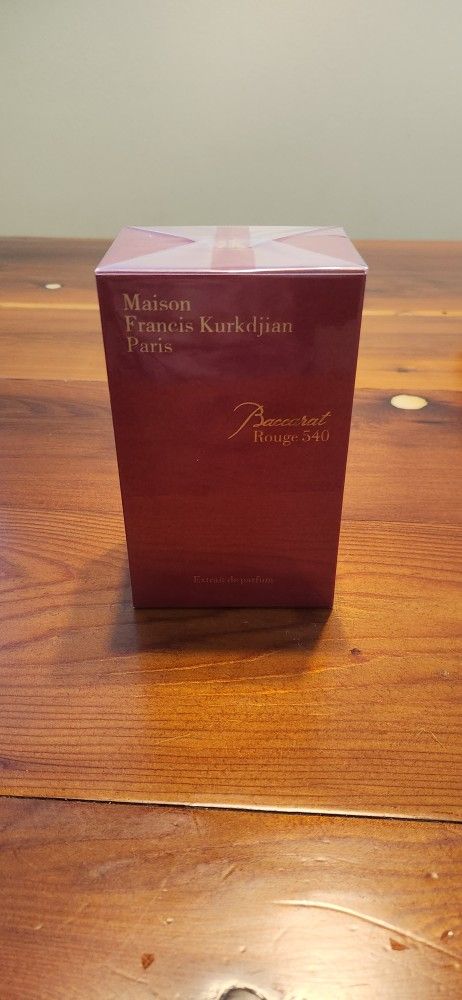 Maison
Francis Kurkdjian
Paris
Baccarat
Rouge 540
Extrait de parfum